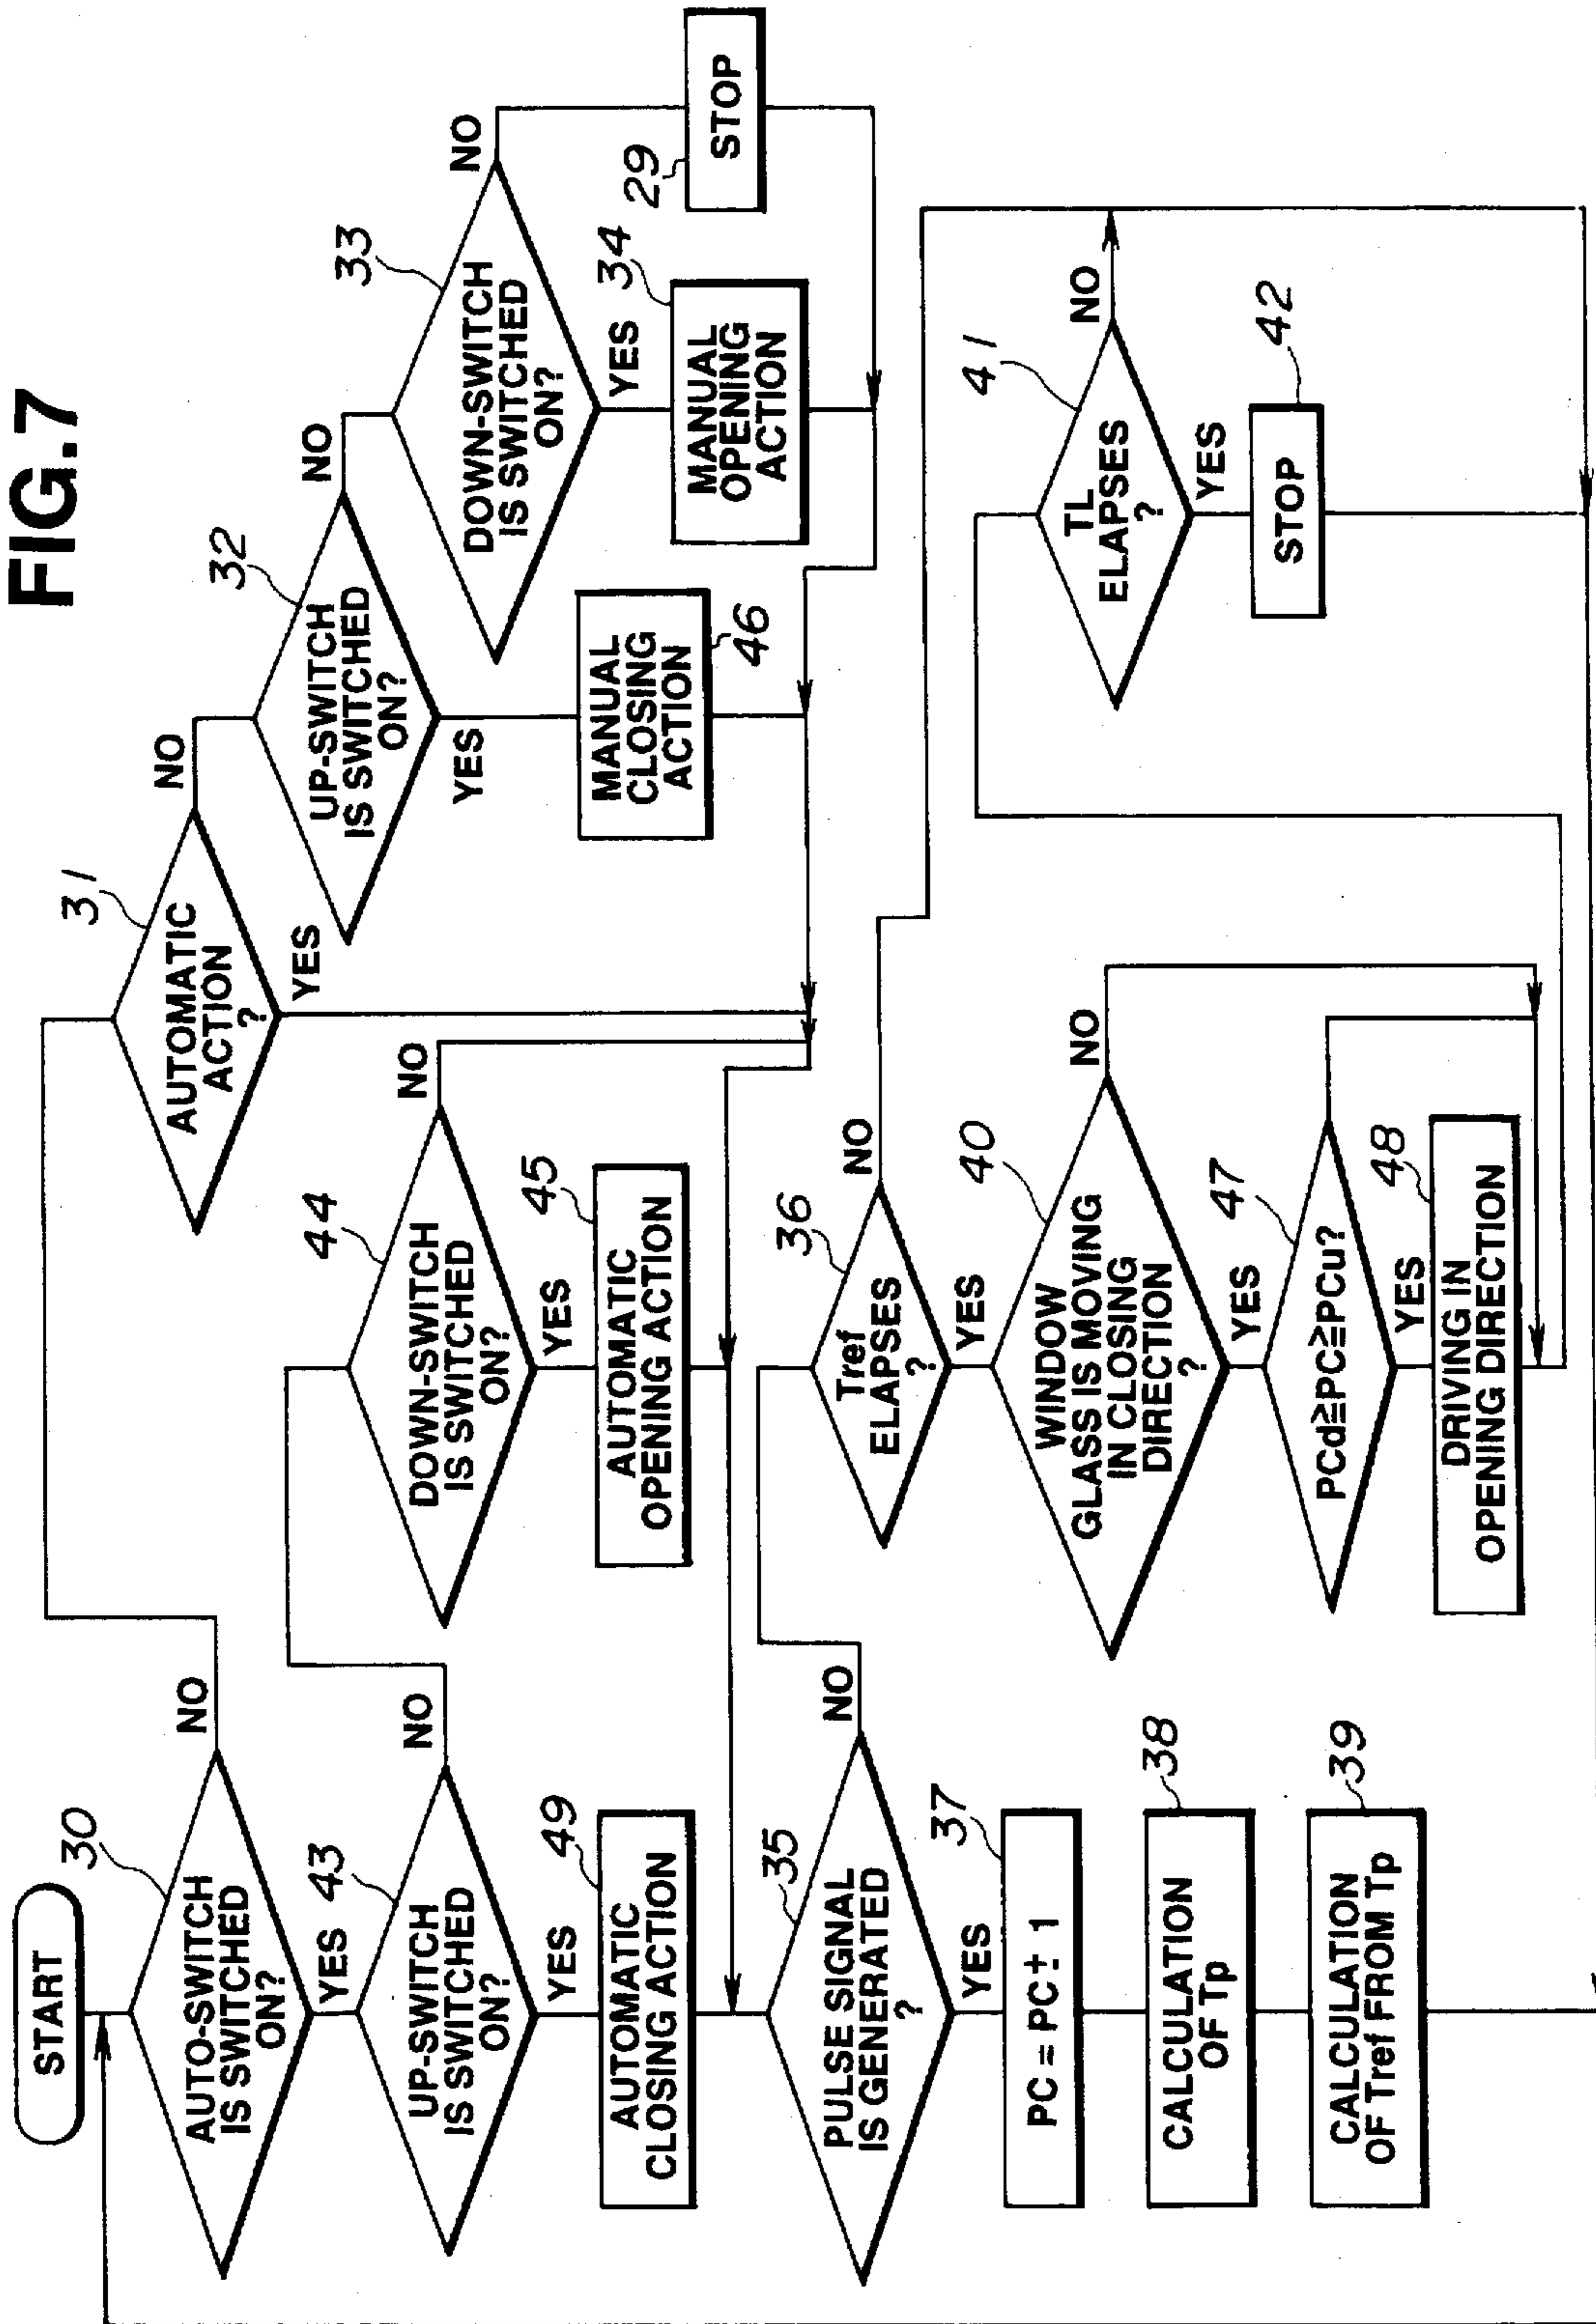 FIG.7
START
30
AUTO-SWITCH
IS SWITCHED
ON?
NO
YES
43
UP-SWITCH
IS SWITCHED
ON?
NO
YES
49
AUTOMATIC
CLOSING ACTION
44
DOWN-SWITCH
IS SWITCHED
ON?
NO
YES
45
AUTOMATIC
OPENING ACTION
31
AUTOMATIC
ACTION
?
NO
YES
32
UP-SWITCH
IS SWITCHED
ON?
NO
YES
MANUAL
CLOSING
ACTION
46
33
DOWN-SWITCH
IS SWITCHED
ON?
NO
YES
34
MANUAL
OPENING
ACTION
29
STOP
35
PULSE SIGNAL
IS GENERATED
?
NO
YES
37
PC = PC ± 1
38
CALCULATION
OF Tp
39
CALCULATION
OF Tref FROM Tp
36
Tref
ELAPSES
?
NO
YES
40
WINDOW
GLASS IS MOVING
IN CLOSING
DIRECTION
?
NO
YES
47
PCd≧PC≧PCu?
YES
48
DRIVING IN
OPENING DIRECTION
41
TL
ELAPSES
?
NO
YES
42
STOP